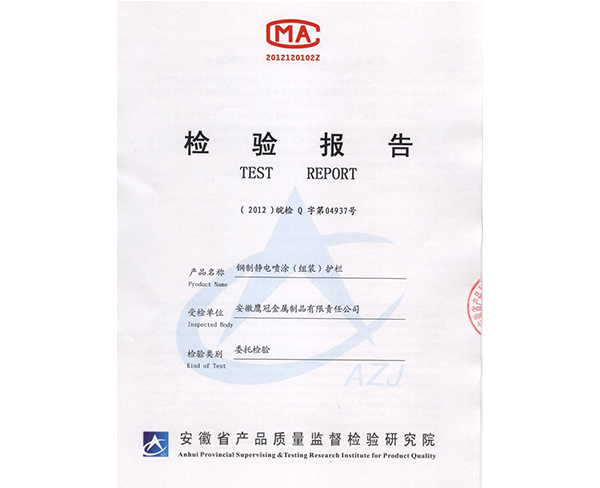 CMA
2012120102Z
检验报告
TEST REPORT
(2012)皖检 Q 字第04937号
产品名称 钢制静电喷涂(组装)护栏
Product Name
受检单位 安徽鹰冠金属制品有限责任公司
Inspected Body
检验类别 委托检验
Kind of Test
AZJ
安徽省产品质量监督检验研究院
Anhui Provincial Supervising &Testing Research Institute for Product Quality